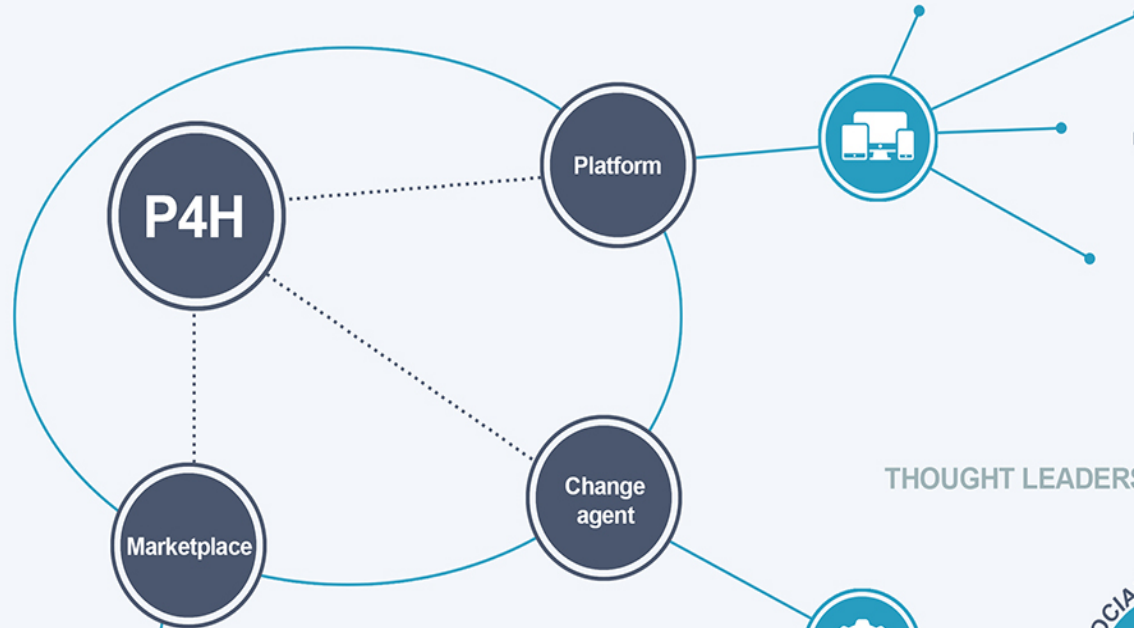 P4H
Platform
Change
agent
Marketplace
THOUGHT LEADERS